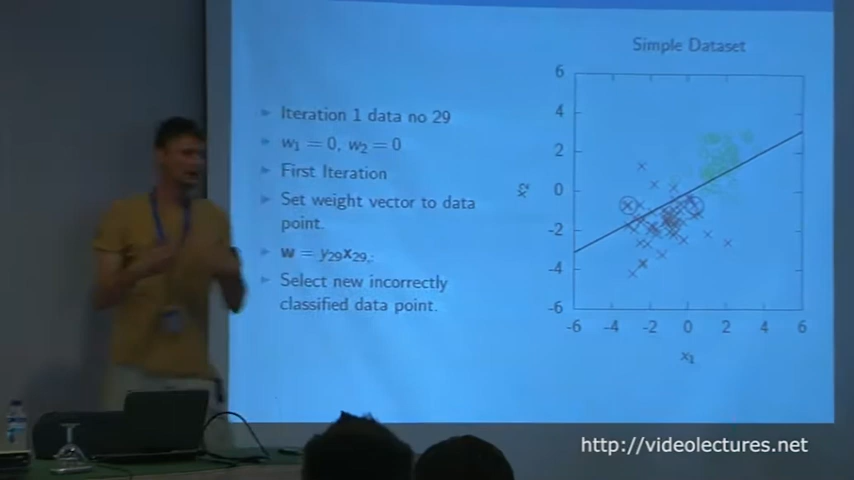 Simple Dataset
Iteration 1 data no 29
w₁ = 0, w₂ = 0
First Iteration
Set weight vector to data
point.
w = y₂₉x₂₉,:
Select new incorrectly
classified data point.
6
4
2
0
-2
-4
-6
x₂
-6 -4 -2 0 2 4 6
x₁
http://videolectures.net